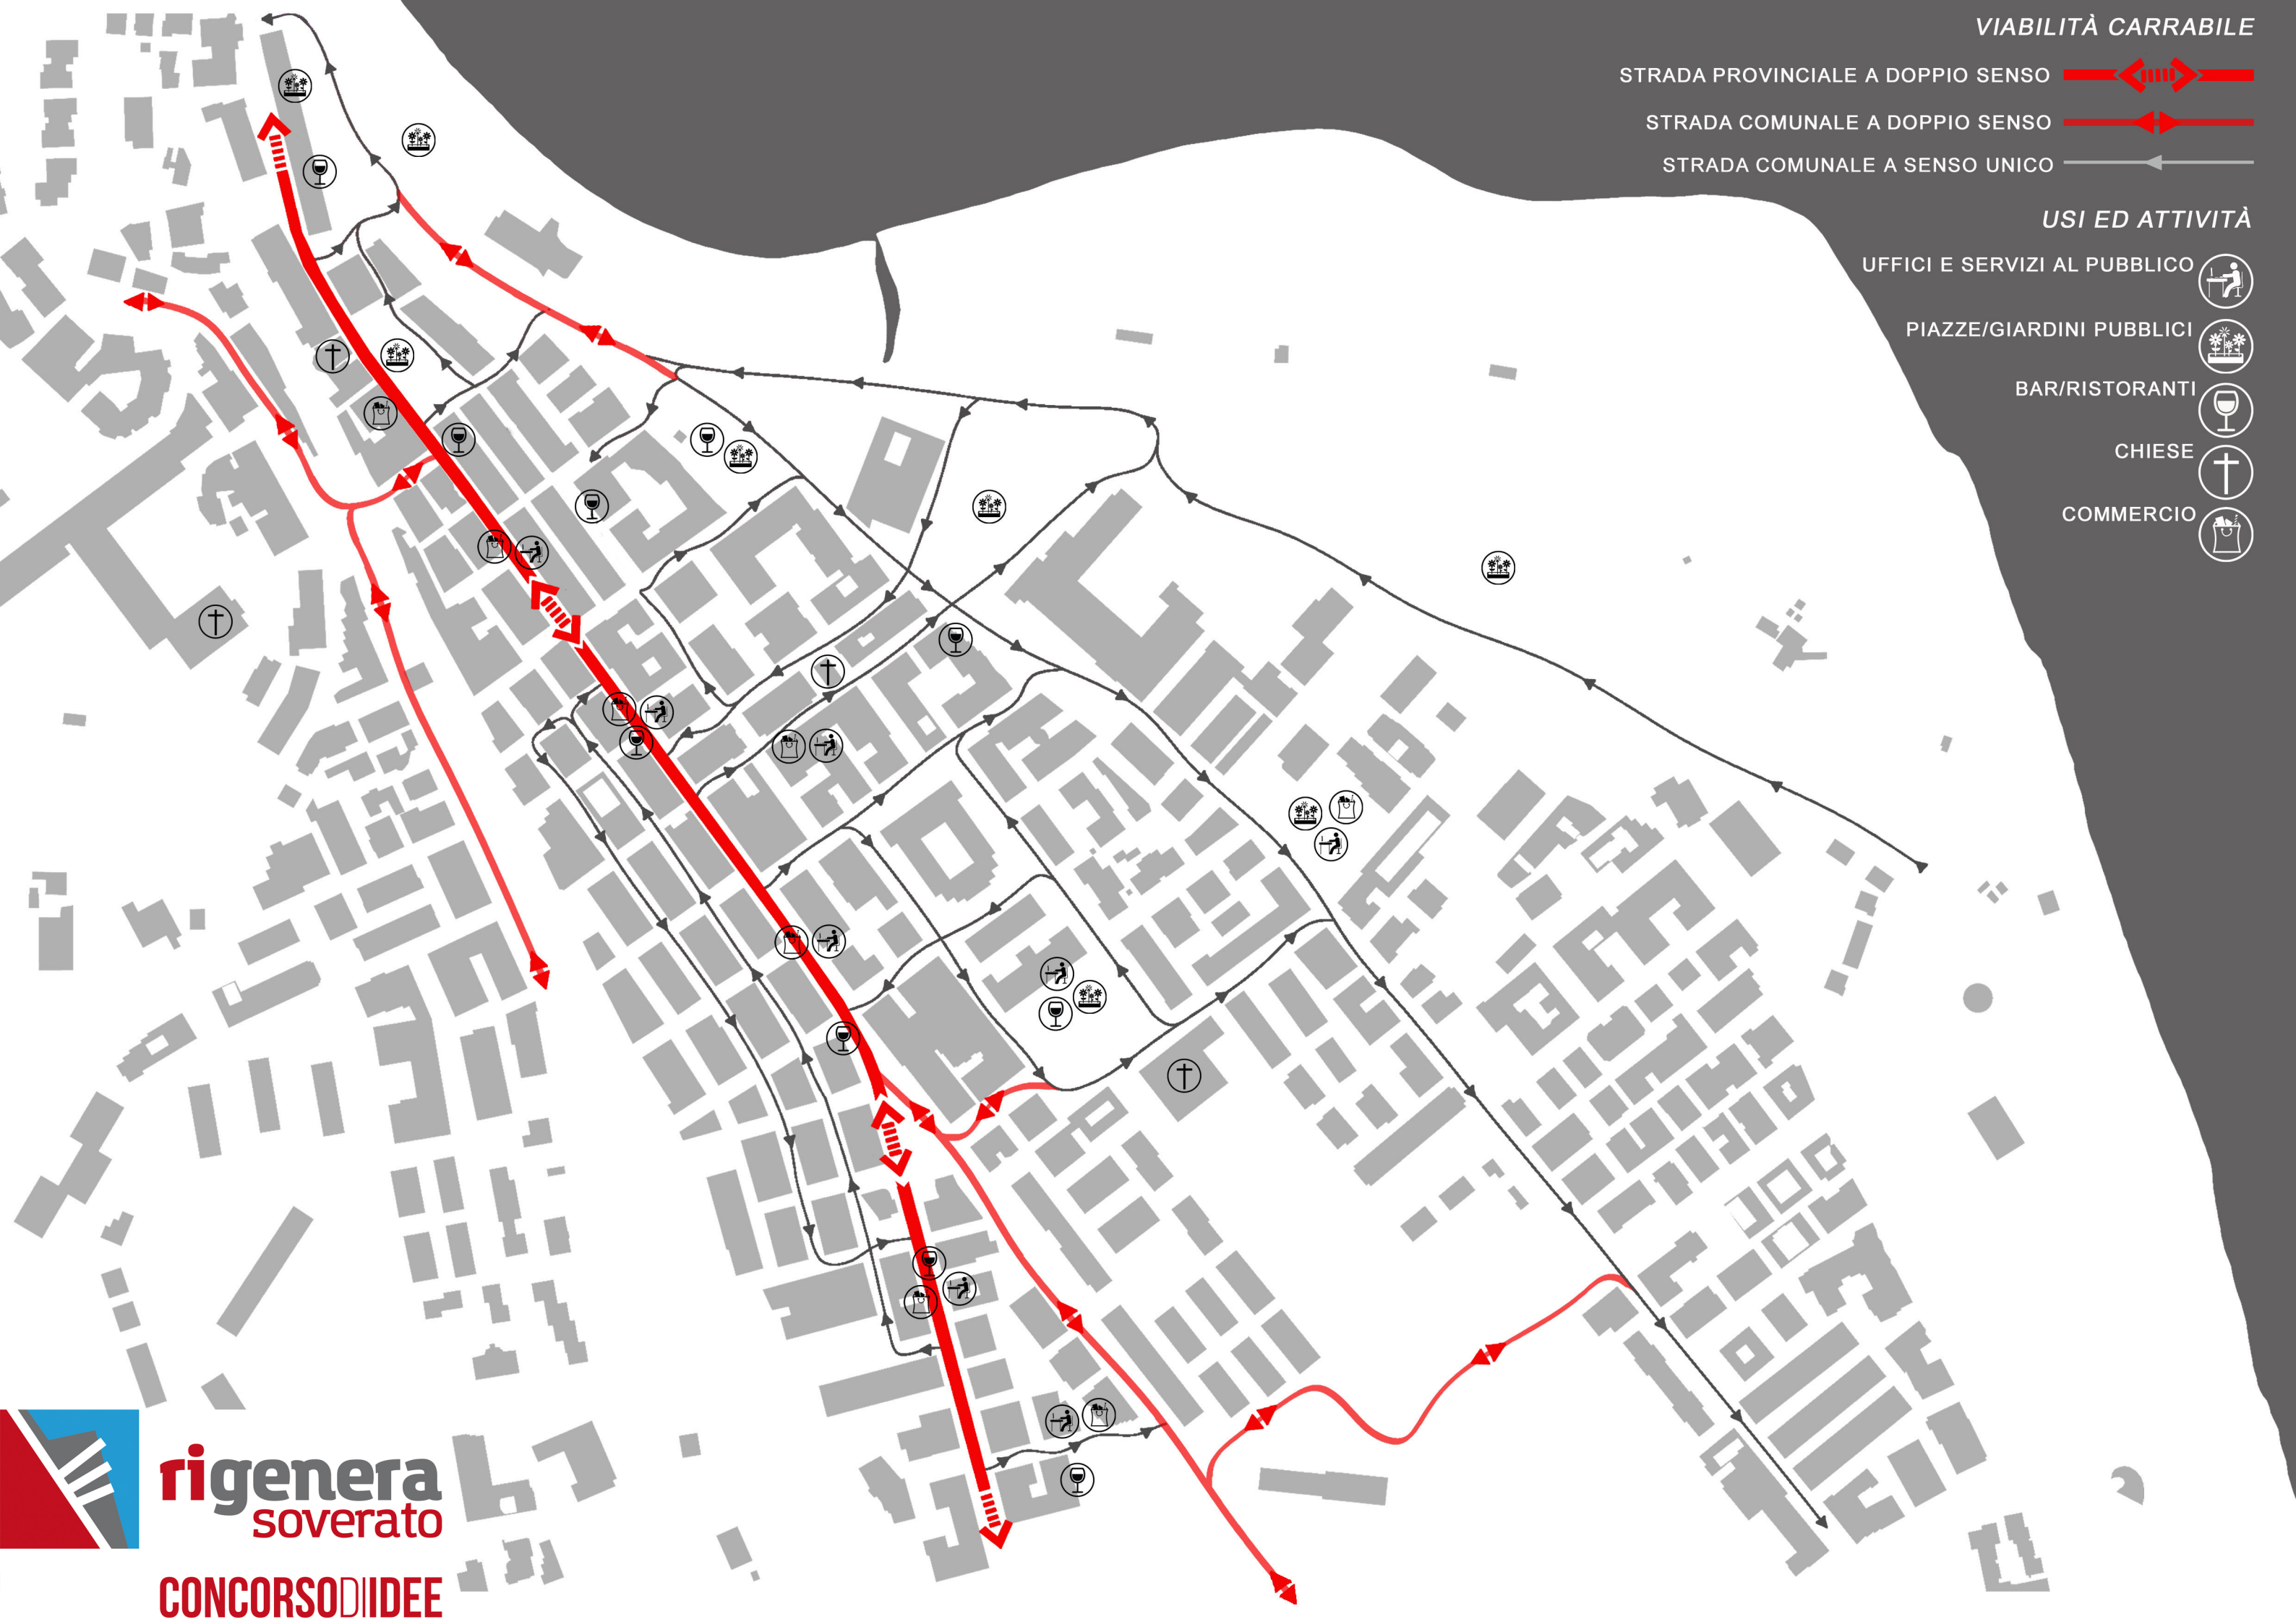 VIABILITÀ CARRABILE
STRADA PROVINCIALE A DOPPIO SENSO
STRADA COMUNALE A DOPPIO SENSO
STRADA COMUNALE A SENSO UNICO
USI ED ATTIVITÀ
UFFICI E SERVIZI AL PUBBLICO
PIAZZE/GIARDINI PUBBLICI
BAR/RISTORANTI
CHIESE
COMMERCIO
rigenera
soverato
CONCORSODIIDEE